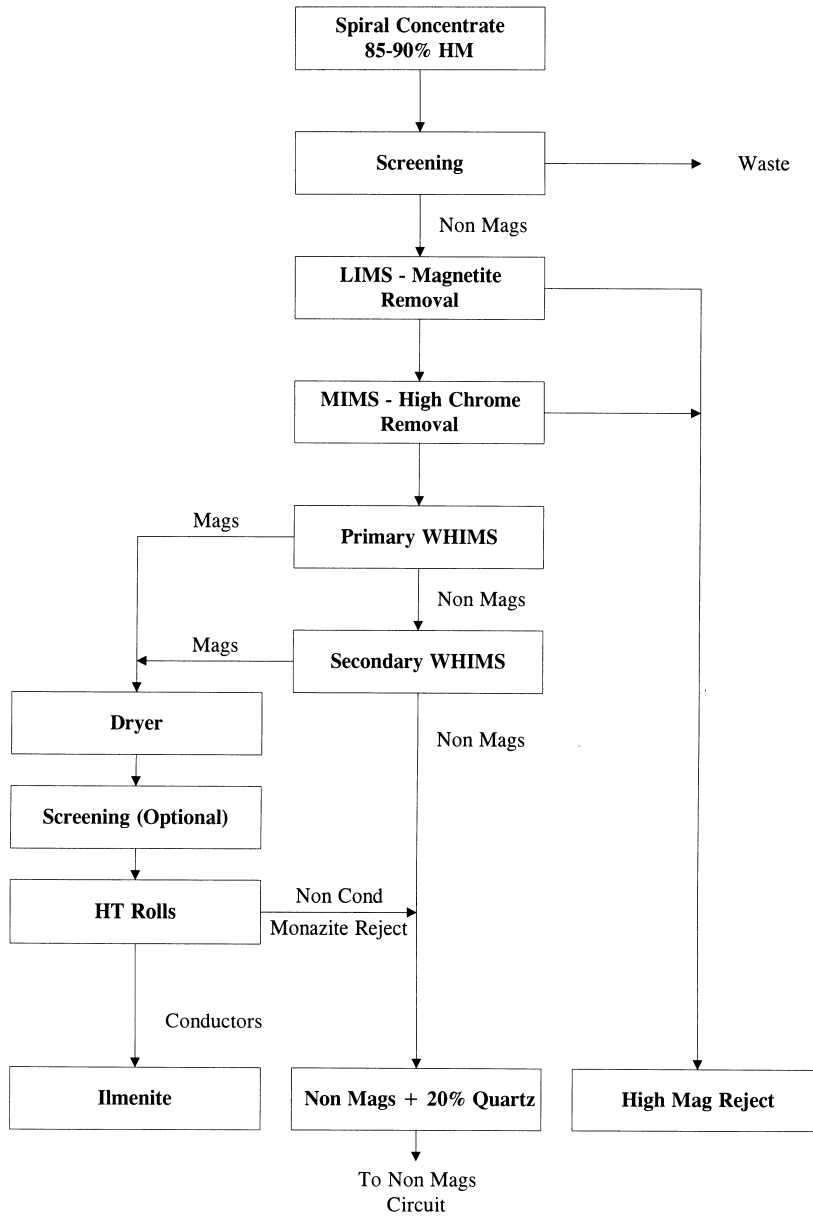 Spiral Concentrate
85-90% HM
Screening
Waste
Non Mags
LIMS - Magnetite
Removal
MIMS - High Chrome
Removal
Mags
Primary WHIMS
Non Mags
Mags
Secondary WHIMS
Dryer
Non Mags
Screening (Optional)
HT Rolls
Non Cond
Monazite Reject
Conductors
Ilmenite
Non Mags + 20% Quartz
High Mag Reject
To Non Mags
Circuit